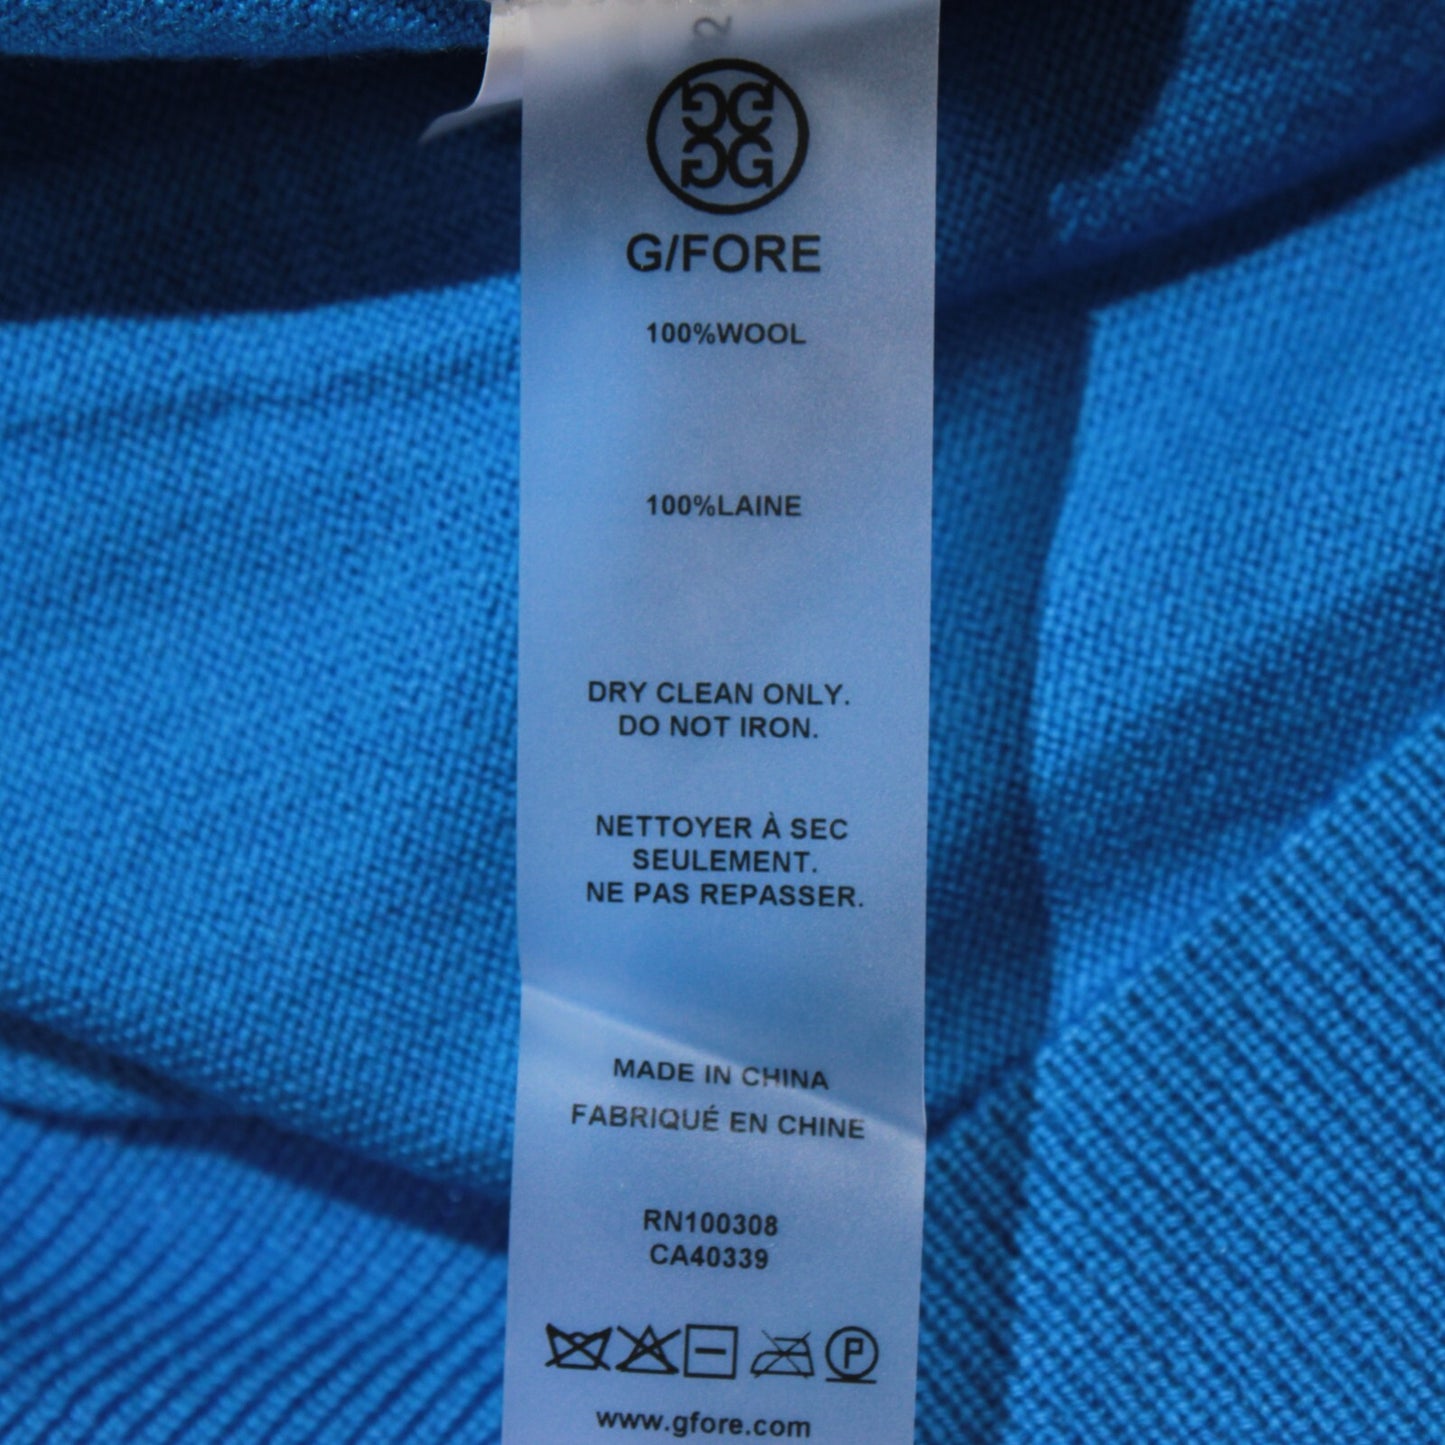 2
G/FORE
100%WOOL
100%LAINE
DRY CLEAN ONLY.
DO NOT IRON.
NETTOYER À SEC
SEULEMENT.
NE PAS REPASSER.
MADE IN CHINA
FABRIQUÉ EN CHINE
RN100308
CA40339
P
www.gfore.com